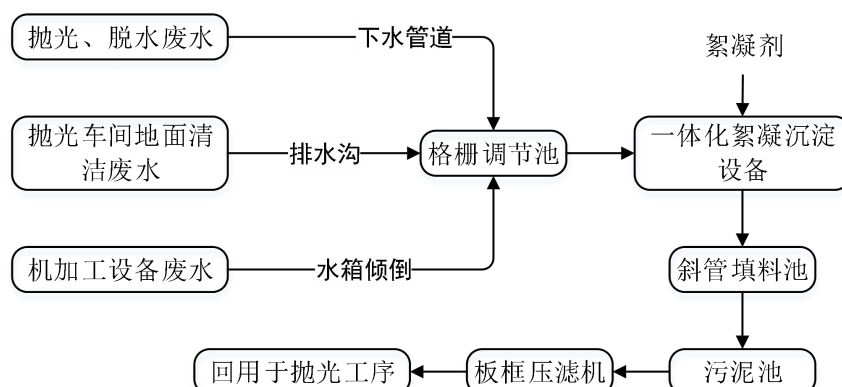 抛光、脱水废水
下水管道
絮凝剂
抛光车间地面清
洁废水
排水沟
格栅调节池
一体化絮凝沉淀
设备
机加工设备废水
水箱倾倒
斜管填料池
回用于抛光工序
板框压滤机
污泥池